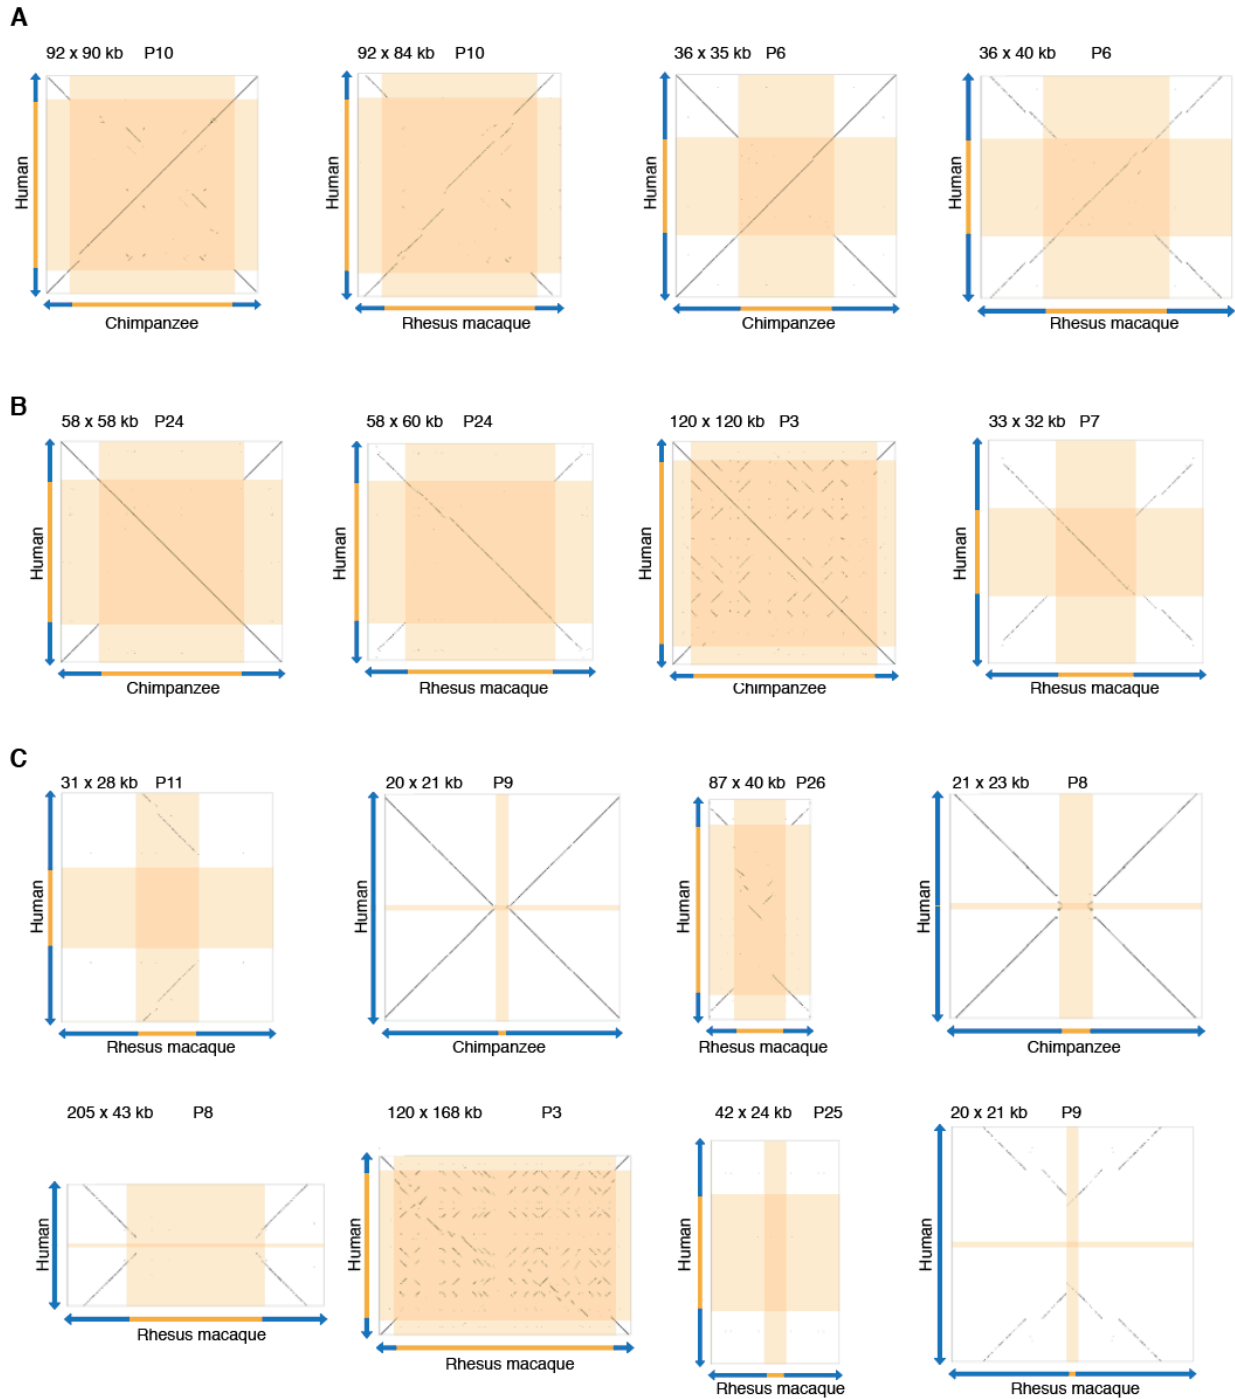 A
92 x 90 kb P10
92 x 84 kb P10
36 x 35 kb P6
36 x 40 kb P6
Human
Human
Human
Human
Chimpanzee
Rhesus macaque
Chimpanzee
Rhesus macaque
B
58 x 58 kb P24
58 x 60 kb P24
120 x 120 kb P3
33 x 32 kb P7
Human
Human
Human
Human
Chimpanzee
Rhesus macaque
Chimpanzee
Rhesus macaque
C
31 x 28 kb P11
20 x 21 kb P9
87 x 40 kb P26
21 x 23 kb P8
Human
Human
Human
Human
Rhesus macaque
Chimpanzee
Rhesus macaque
Chimpanzee
205 x 43 kb P8
120 x 168 kb P3
42 x 24 kb P25
20 x 21 kb P9
Human
Human
Human
Human
Rhesus macaque
Rhesus macaque
Rhesus macaque
Rhesus macaque